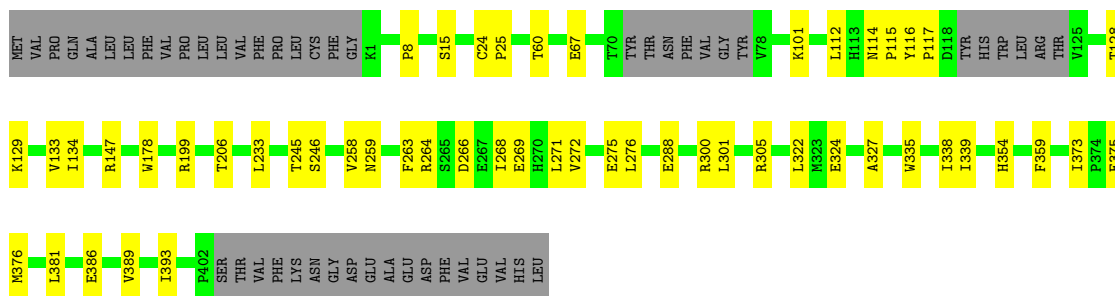 MET VAL PRO GLN ALA LEU LEU PHE VAL PRO LEU LEU VAL PHE PRO LEU CYS PHE GLY K1 P8 S15 C24 P25 T60 E67 T70 TYR THR ASN PHE VAL GLY TYR V78 K101 L112 H113 N114 P115 Y116 P117 D118 TYR HIS TRP LEU ARG THR V125 T128
K129 V133 I134 R147 W178 R199 T206 L233 T245 S246 V258 N259 F263 R264 S265 D266 E267 I268 E269 H270 L271 V272 E275 L276 E288 R300 L301 R305 L322 M323 E324 A327 W335 I338 I339 H354 F359 I373 P374
M376 L381 E386 V389 I393 P402 SER THR VAL PHE LYS ASN GLY ASP GLU ALA GLU ASP PHE VAL GLU VAL HIS LEU